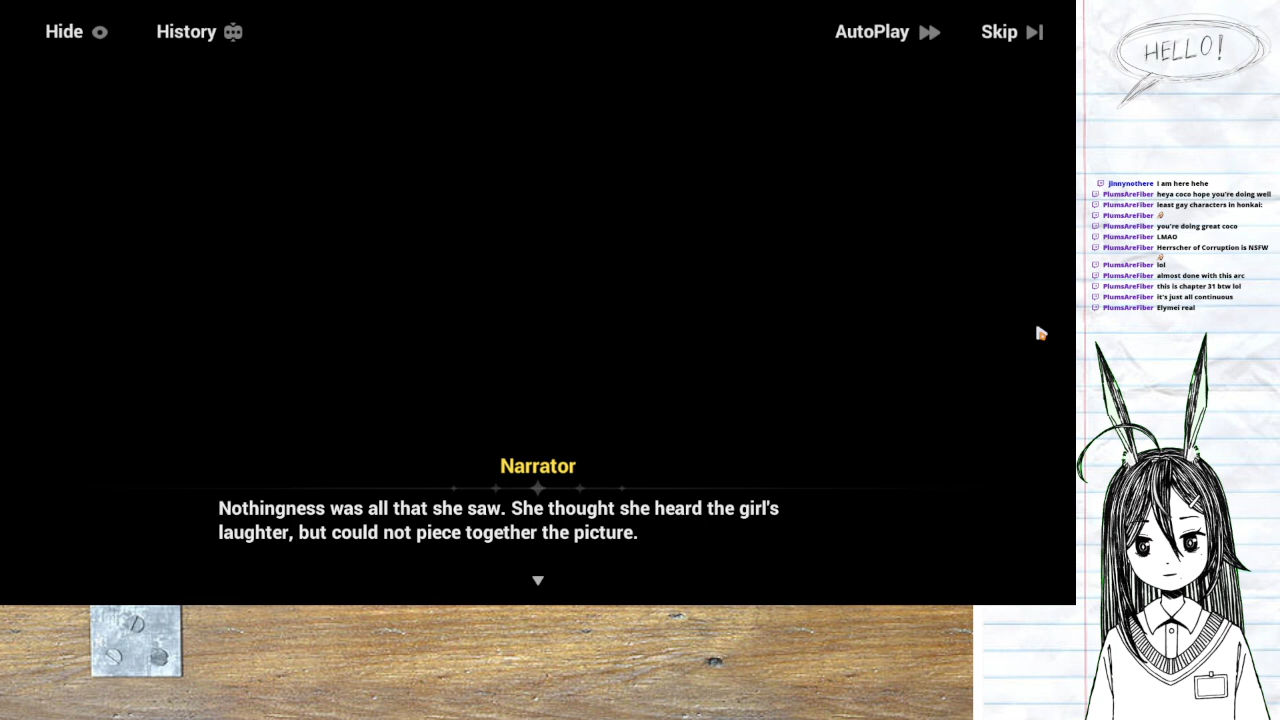 Hide
History
AutoPlay
Skip
HELLO!
jinnynothere I am here hehe
PlumsAreFiber heya coco hope you're doing well
PlumsAreFiber least gay characters in honkai:
PlumsAreFiber
PlumsAreFiber you're doing great coco
PlumsAreFiber LMAO
PlumsAreFiber Herrscher of Corruption is NSFW
PlumsAreFiber lol
PlumsAreFiber almost done with this arc
PlumsAreFiber this is chapter 31 btw lol
PlumsAreFiber it's just all continuous
PlumsAreFiber Elymei real
Narrator
Nothingness was all that she saw. She thought she heard the girl's
laughter, but could not piece together the picture.